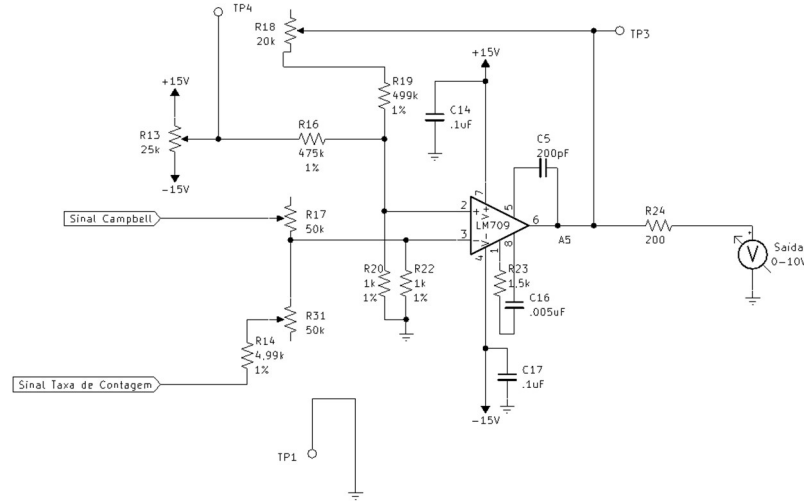 TP4
R18
20k
TP3
+15V
+15V
R19
499k
1%
C14
.1uF
C5
200pF
R13
25k
R16
475k
1%
-15V
Sinal Campbell
R17
50k
2
+
V+
7
5
LM709
6
3
-
V-
4
1
8
A5
R24
200
V
+
Saída
0-10V
R20
1k
1%
R22
1k
1%
R23
1,5k
C16
.005uF
R31
50k
R14
4,99k
1%
Sinal Taxa de Contagem
C17
.1uF
-15V
TP1